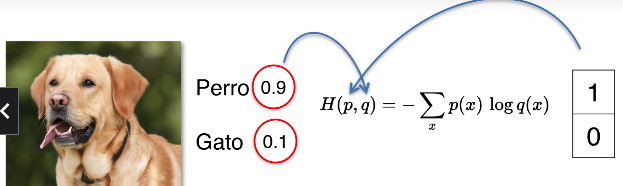 Perro 0.9
H(p, q) = − ∑ₓ p(x) log q(x)
1
Gato 0.1
0